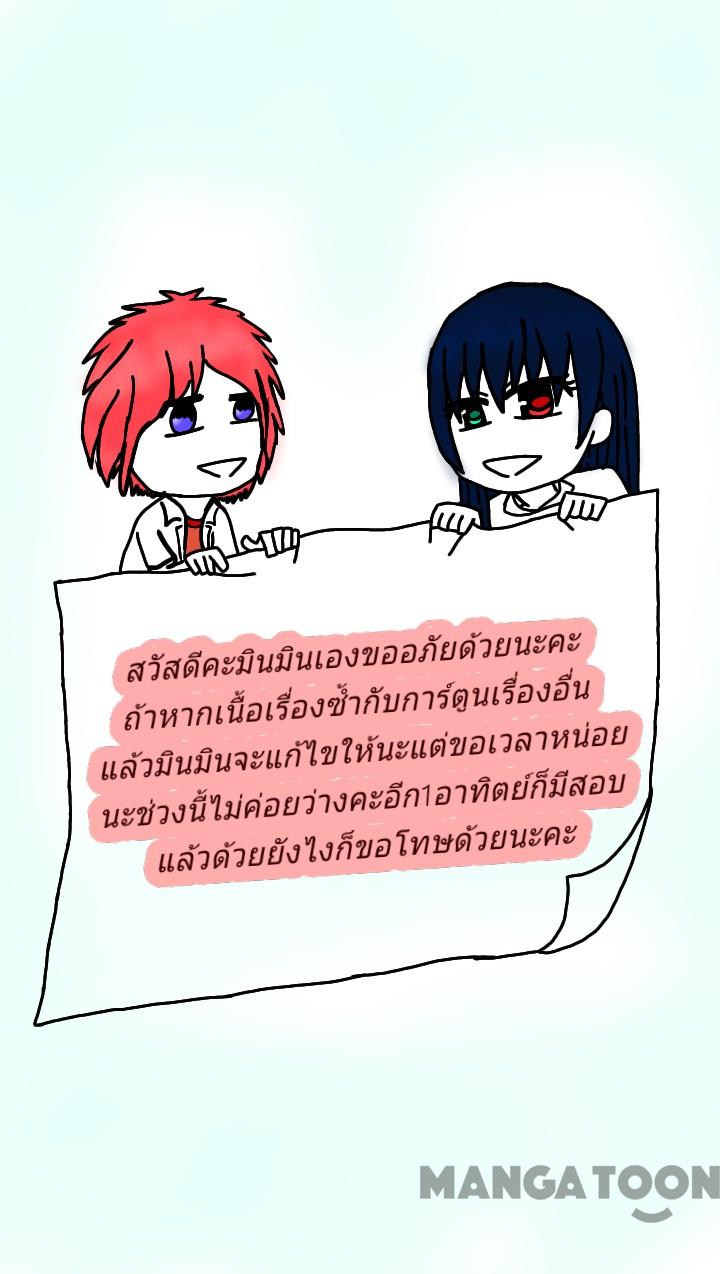 สวัสดีคะมินมินเองขออภัยด้วยนะคะ
ถ้าหากเนื้อเรื่องซ้ำกับการ์ตูนเรื่องอื่น
แล้วมินมินจะแก้ไขให้นะแต่ขอเวลาหน่อย
นะช่วงนี้ไม่ค่อยว่างคะอีก1อาทิตย์ก็มีสอบ
แล้วด้วยยังไงก็ขอโทษด้วยนะคะ
MANGATOON